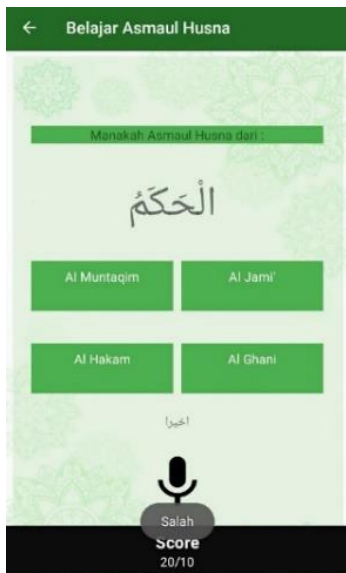 Belajar Asmaul Husna
Manakah Asmaul Husna dari :
الْحَكَمُ
Al Muntaqim
Al Jami'
Al Hakam
Al Ghani
اخيرا
Salah
Score
20/10